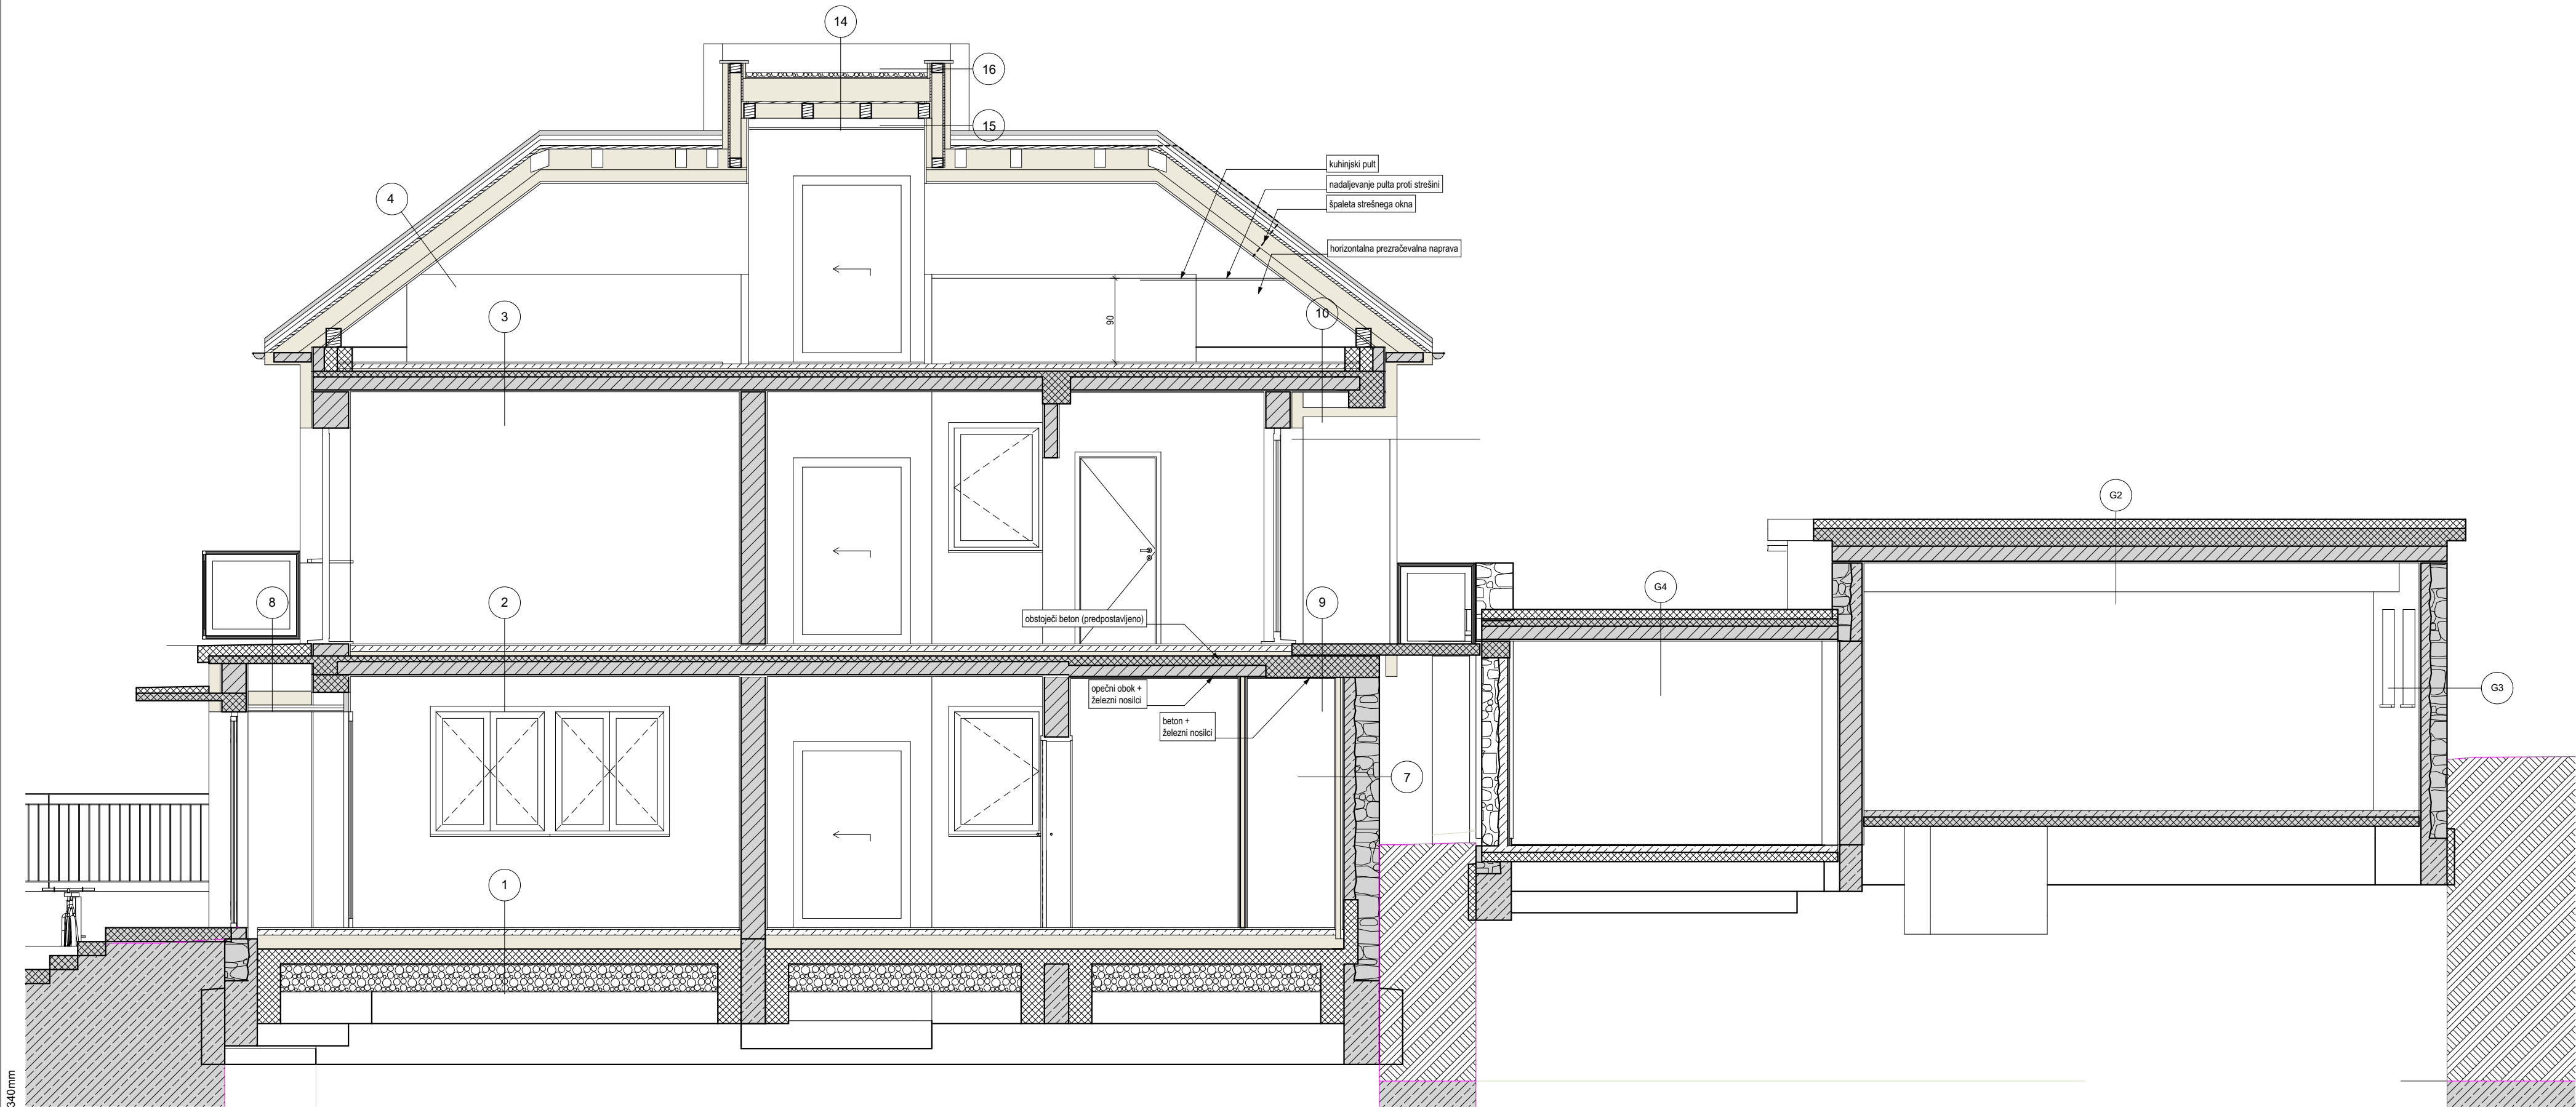 14
16
15
kuhinjski pult
nadaljevanje pulta proti strešini
špaleta strešnega okna
4
horizontalna prezračevalna naprava
3
10
90
G2
G4
8
2
9
obstoječi beton (predpostavljeno)
opečni obok +
železni nosilci
G3
beton +
železni nosilci
7
1
340mm